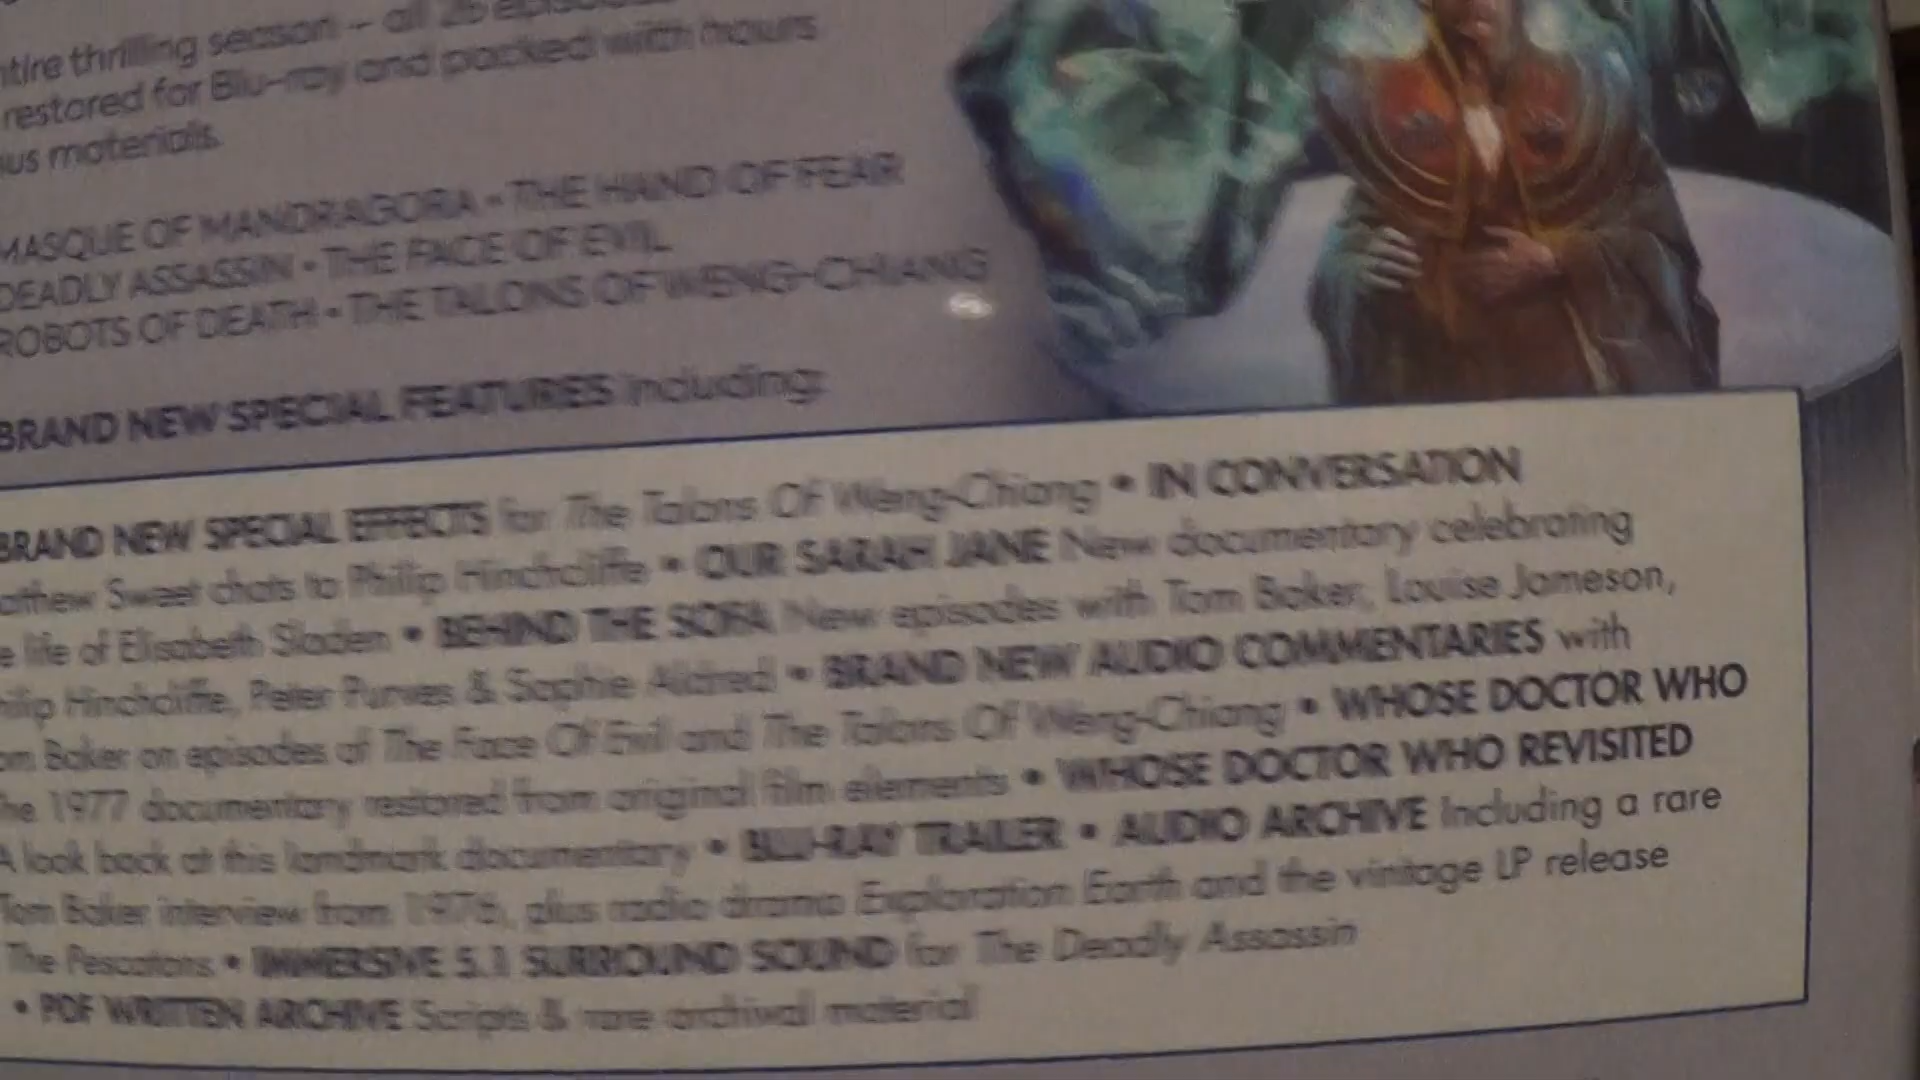 ntire thrilling season – all 26 episodes
restored for Blu-ray and packed with hours
us materials.
MASQUE OF MANDRAGORA • THE HAND OF FEAR
DEADLY ASSASSIN • THE FACE OF EVIL
ROBOTS OF DEATH • THE TALONS OF WENG-CHIANG
BRAND NEW SPECIAL FEATURES including:
BRAND NEW SPECIAL EFFECTS for The Talons Of Weng-Chiang • IN CONVERSATION
athew Sweet chats to Philip Hinchcliffe • OUR SARAH JANE New documentary celebrating
e life of Elisabeth Sladen • BEHIND THE SOFA New episodes with Tom Baker, Louise Jameson,
hilip Hinchcliffe, Peter Purves & Sophie Aldred • BRAND NEW AUDIO COMMENTARIES with
om Baker on episodes of The Face Of Evil and The Talons Of Weng-Chiang • WHOSE DOCTOR WHO
The 1977 documentary restored from original film elements • WHOSE DOCTOR WHO REVISITED
A look back at this landmark documentary • BLU-RAY TRAILER • AUDIO ARCHIVE Including a rare
Tom Baker interview from 1976, plus radio drama Exploration Earth and the vintage LP release
The Pescatons • IMMERSIVE 5.1 SURROUND SOUND for The Deadly Assassin
• PDF WRITTEN ARCHIVE Scripts & rare archival material